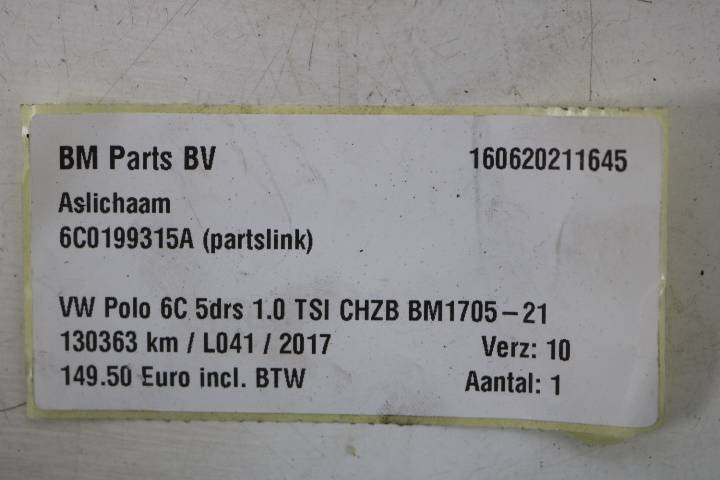 BM Parts BV 160620211645
Aslichaam
6C0199315A (partslink)
VW Polo 6C 5drs 1.0 TSI CHZB BM1705-21
130363 km / L041 / 2017 Verz: 10
149.50 Euro incl. BTW Aantal: 1